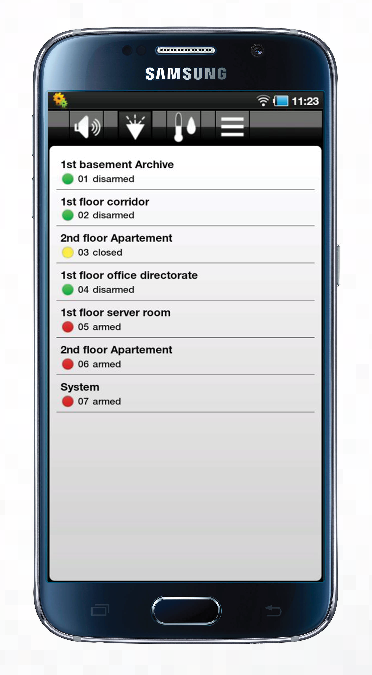 SAMSUNG
11:23
1st basement Archive
01 disarmed
1st floor corridor
02 disarmed
2nd floor Apartement
03 closed
1st floor office directorate
04 disarmed
1st floor server room
05 armed
2nd floor Apartement
06 armed
System
07 armed